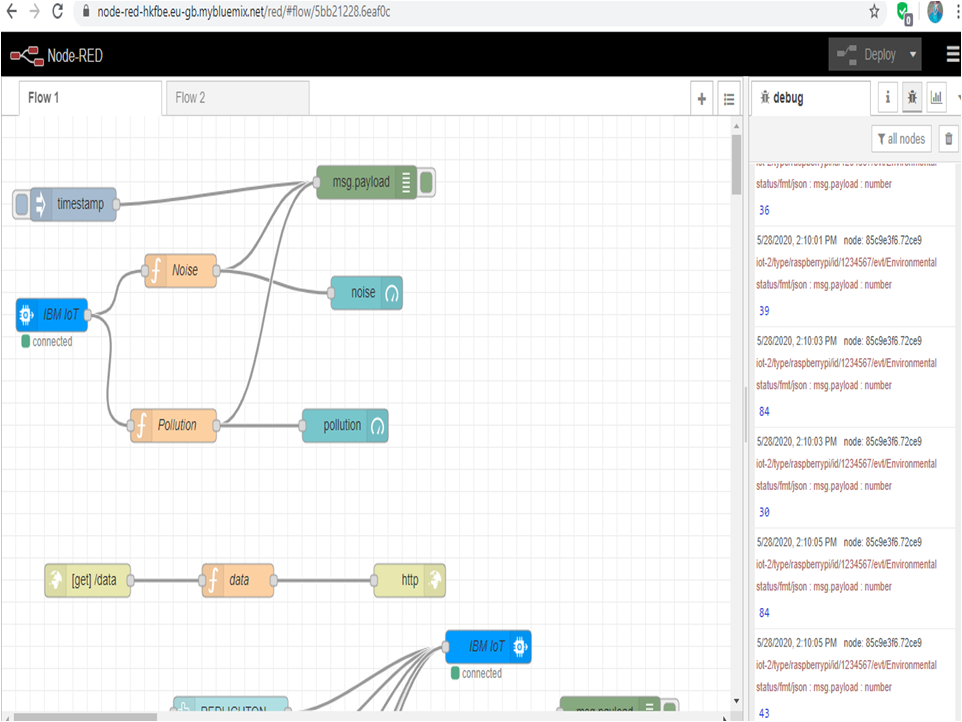 node-red-hkfbe.eu-gb.mybluemix.net/red/#flow/5bb21228.6eaf0c
0
Node-RED
Deploy
Flow 1
Flow 2
debug
i
all nodes
timestamp
msg.payload
Noise
noise
IBM IoT
connected
Pollution
pollution
[get] /data
data
http
IBM IoT
connected
msg.payload
iot-2/type/raspberrypi/id/1234567/evt/Environmental
status/fmt/json : msg.payload : number
36
5/28/2020, 2:10:01 PM node: 85c9e3f6.72ce9
iot-2/type/raspberrypi/id/1234567/evt/Environmental
status/fmt/json : msg.payload : number
39
5/28/2020, 2:10:03 PM node: 85c9e3f6.72ce9
iot-2/type/raspberrypi/id/1234567/evt/Environmental
status/fmt/json : msg.payload : number
84
5/28/2020, 2:10:03 PM node: 85c9e3f6.72ce9
iot-2/type/raspberrypi/id/1234567/evt/Environmental
status/fmt/json : msg.payload : number
30
5/28/2020, 2:10:05 PM node: 85c9e3f6.72ce9
iot-2/type/raspberrypi/id/1234567/evt/Environmental
status/fmt/json : msg.payload : number
84
5/28/2020, 2:10:05 PM node: 85c9e3f6.72ce9
iot-2/type/raspberrypi/id/1234567/evt/Environmental
status/fmt/json : msg.payload : number
43